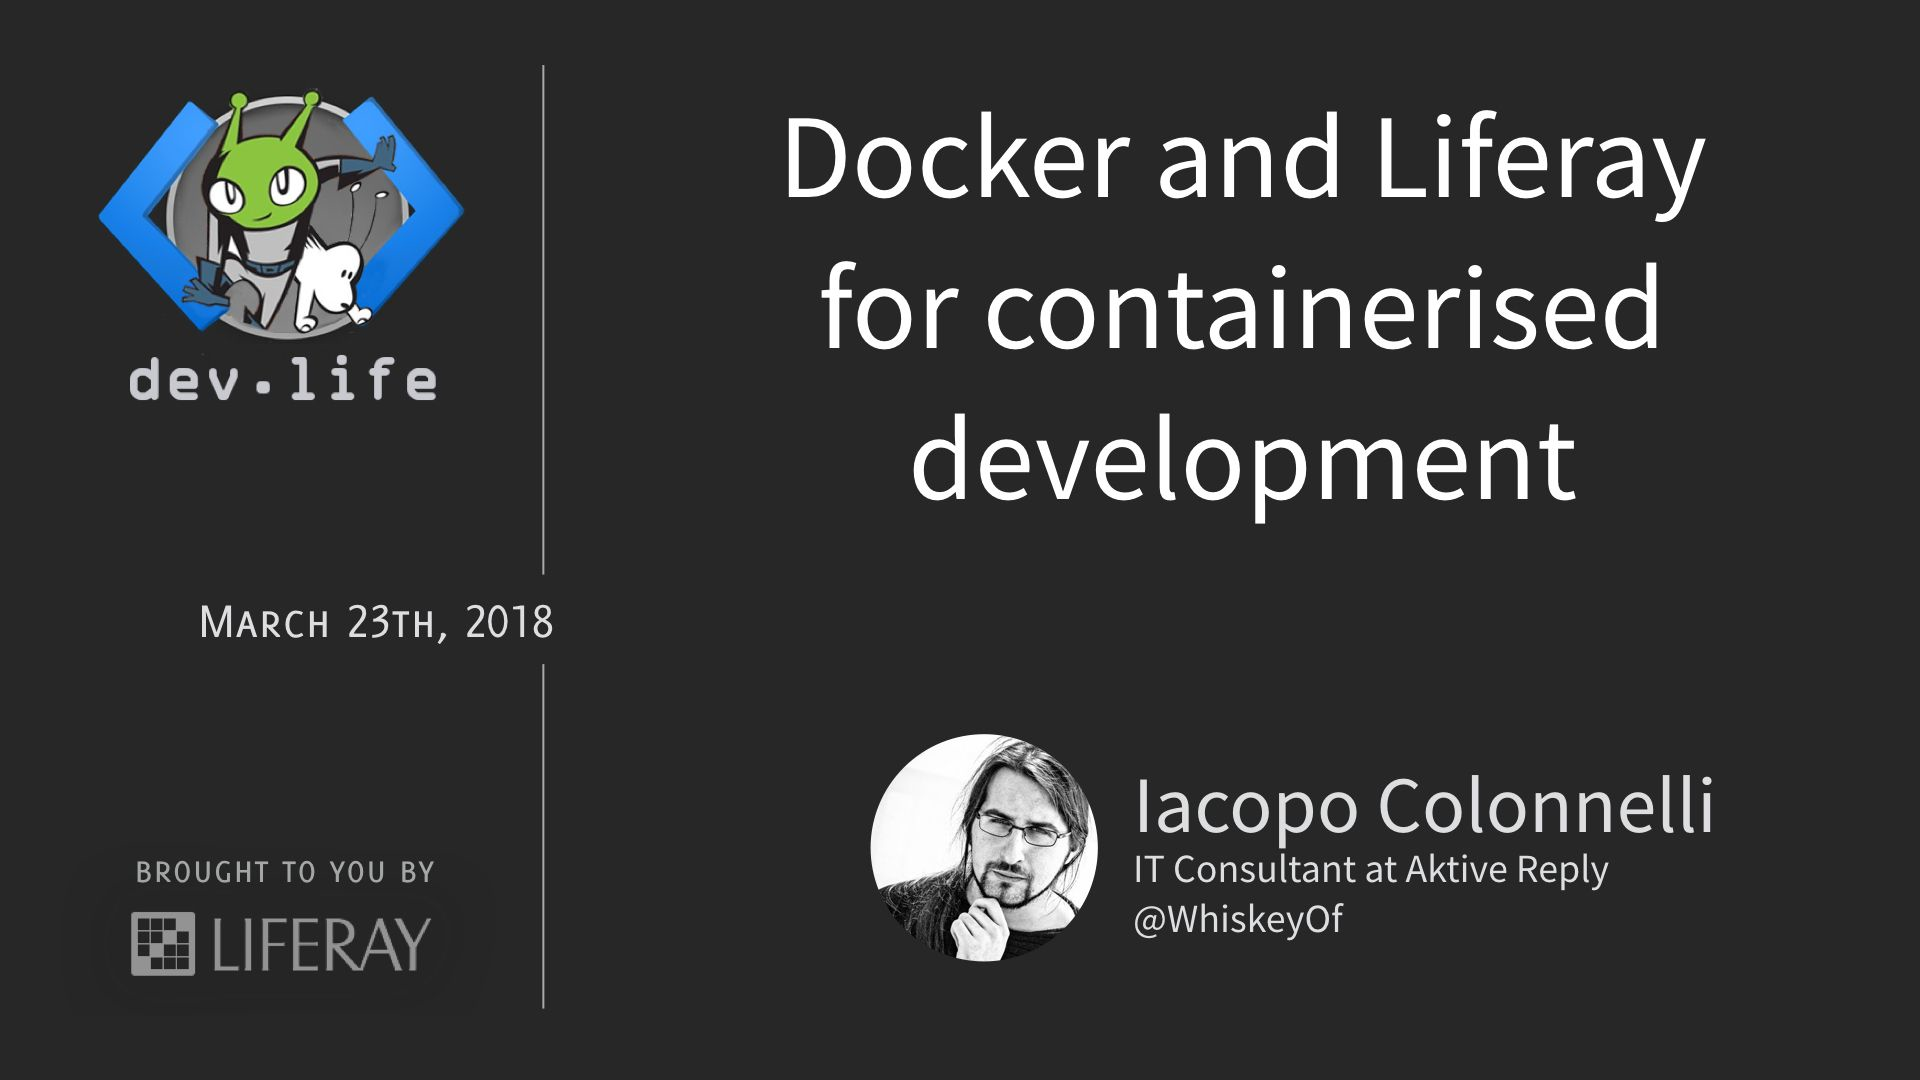 dev.life
Docker and Liferay
for containerised
development
March 23th, 2018
Iacopo Colonnelli
IT Consultant at Aktive Reply
@WhiskeyOf
BROUGHT TO YOU BY
LIFERAY